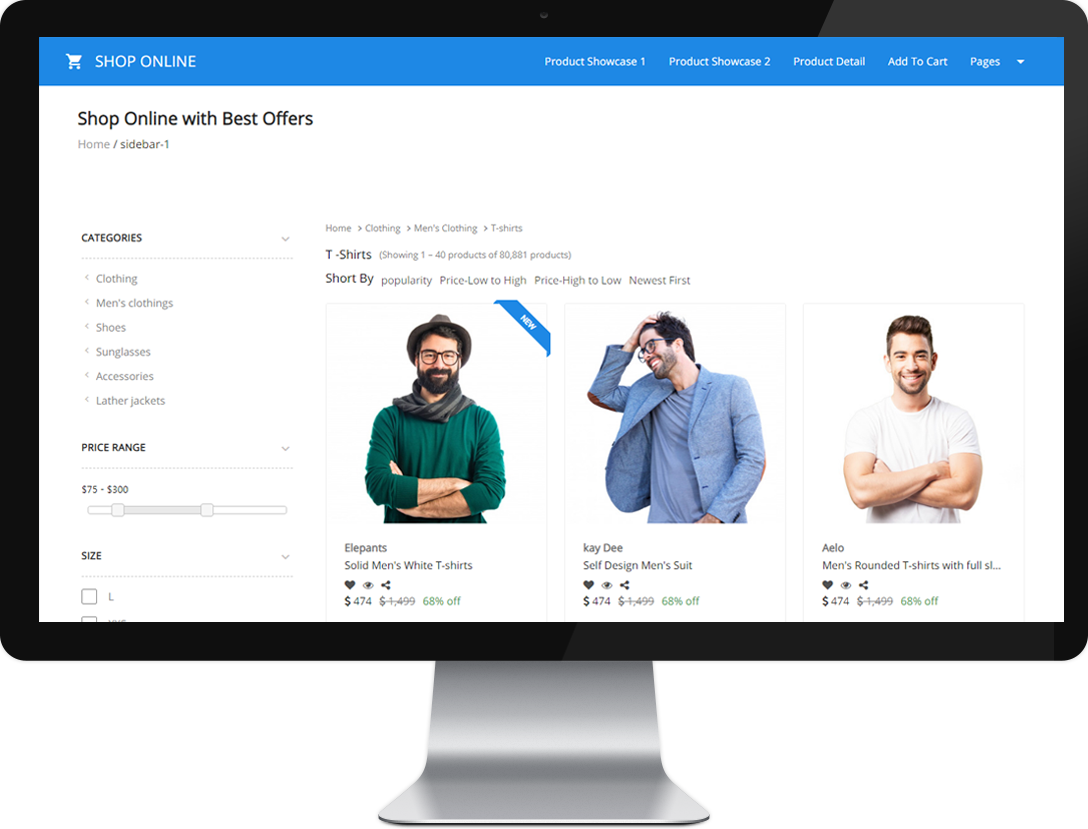 SHOP ONLINE
Product Showcase 1 Product Showcase 2 Product Detail Add To Cart Pages
Shop Online with Best Offers
Home / sidebar-1
CATEGORIES
Clothing
Men's clothings
Shoes
Sunglasses
Accessories
Lather jackets
PRICE RANGE
$75 - $300
SIZE
L
Home > Clothing > Men's Clothing > T-shirts
T -Shirts (Showing 1 – 40 products of 80,881 products)
Short By popularity Price-Low to High Price-High to Low Newest First
NEW
Elepants
Solid Men's White T-shirts
$ 474 $ 1,499 68% off
kay Dee
Self Design Men's Suit
$ 474 $ 1,499 68% off
Aelo
Men's Rounded T-shirts with full sl...
$ 474 $ 1,499 68% off